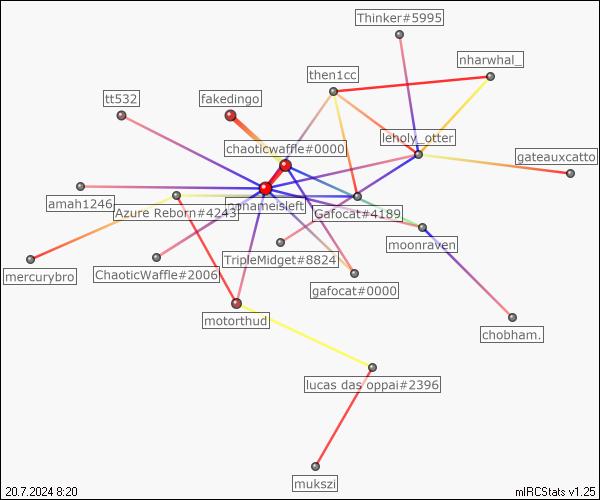 Thinker#5995
nharwhal_
then1cc
tt532
fakedingo
leholy_otter
chaoticwaffle#0000
gateauxcatto
amah1246
Azure Reborn#4243
Gafocat#4189
moonraven
TripleMidget#8824
ChaoticWaffle#2006
mercurybro
gafocat#0000
motorthud
chobham.
lucas das oppai#2396
mukszi
20.7.2024 8:20
mIRCStats v1.25